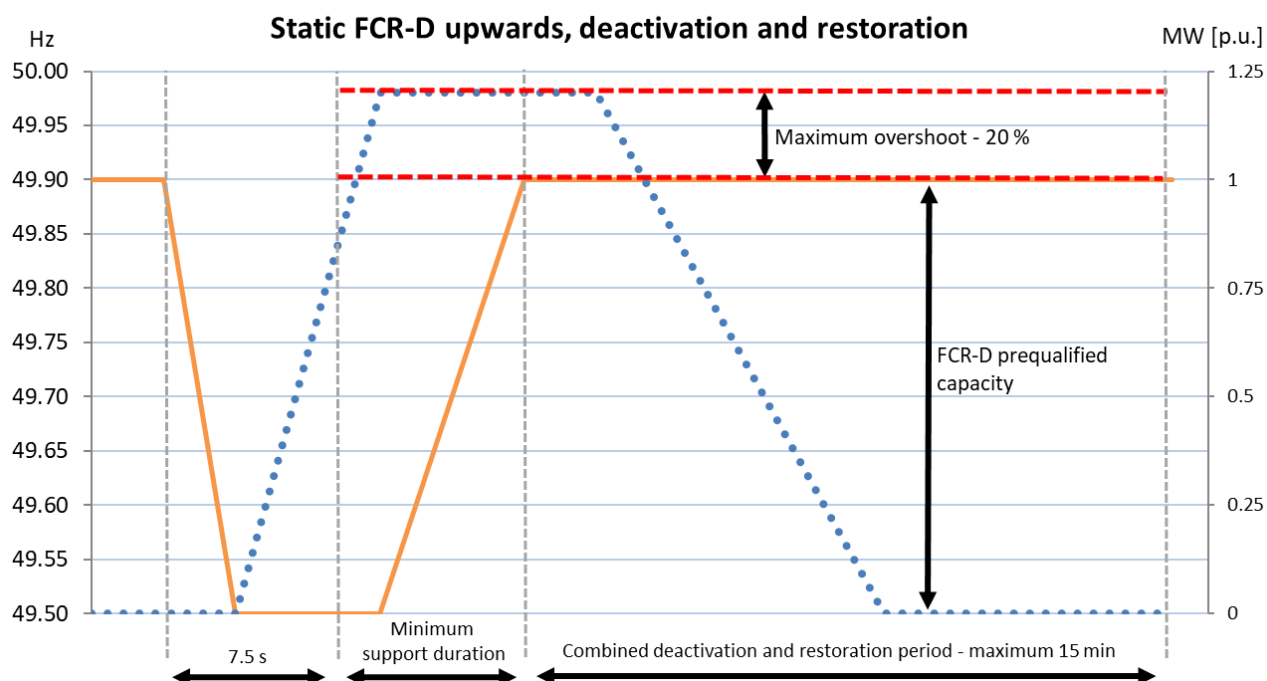 Static FCR-D upwards, deactivation and restoration
Hz
MW [p.u.]
50.00
49.95
49.90
49.85
49.80
49.75
49.70
49.65
49.60
49.55
49.50
1.25
1
0.75
0.5
0.25
0
Maximum overshoot - 20 %
FCR-D prequalified
capacity
7.5 s
Minimum
support duration
Combined deactivation and restoration period - maximum 15 min